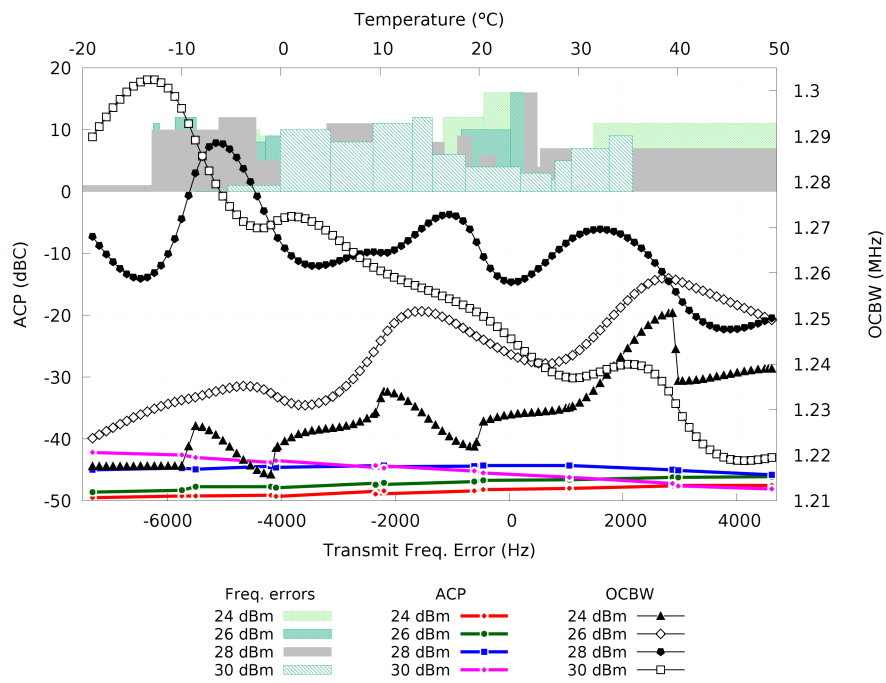 Temperature (°C)
-20 -10 0 10 20 30 40 50
20
10
0
-10
-20
-30
-40
-50
ACP (dBC)
1.3
1.29
1.28
1.27
1.26
1.25
1.24
1.23
1.22
1.21
OCBW (MHz)
-6000 -4000 -2000 0 2000 4000
Transmit Freq. Error (Hz)
Freq. errors ACP OCBW
24 dBm 24 dBm 24 dBm
26 dBm 26 dBm 26 dBm
28 dBm 28 dBm 28 dBm
30 dBm 30 dBm 30 dBm